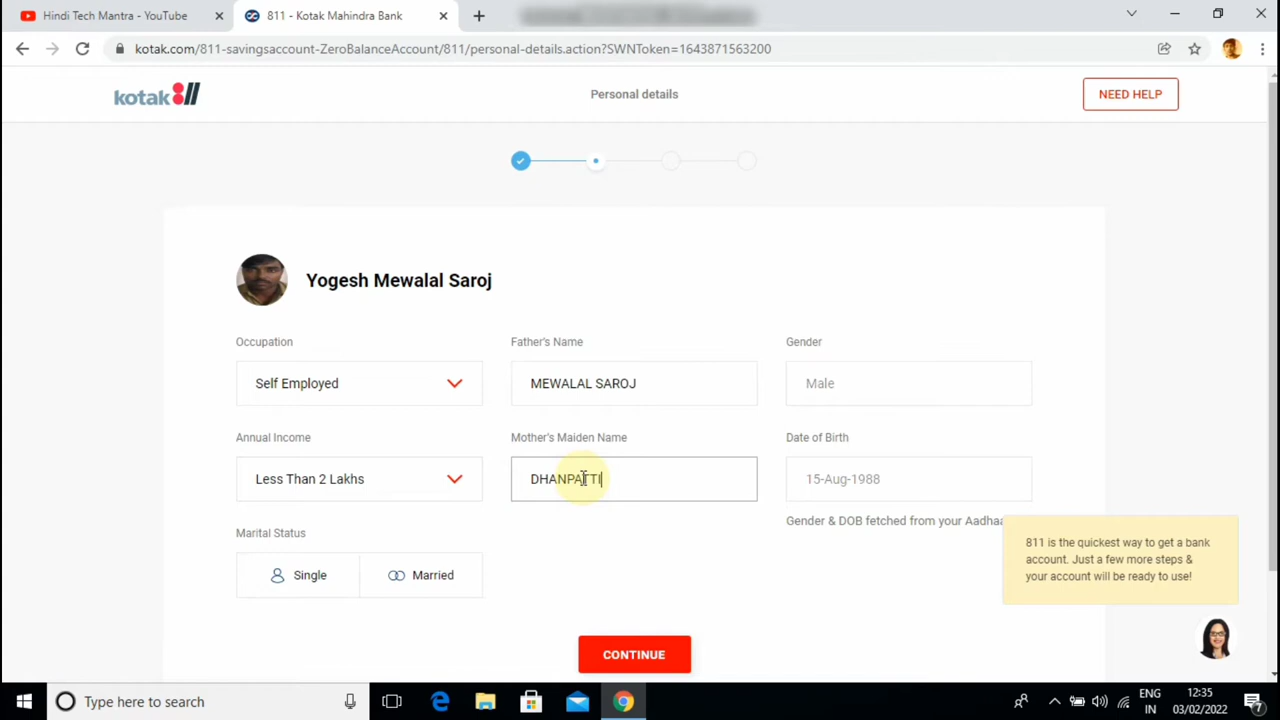 Hindi Tech Mantra - YouTube
811 - Kotak Mahindra Bank
kotak.com/811-savingsaccount-ZeroBalanceAccount/811/personal-details.action?SWNToken=1643871563200
kotak811
Personal details
NEED HELP
Yogesh Mewalal Saroj
Occupation
Father's Name
Gender
Self Employed
MEWALAL SAROJ
Male
Annual Income
Mother's Maiden Name
Date of Birth
Less Than 2 Lakhs
DHANPATTI
15-Aug-1988
Gender & DOB fetched from your Aadhaa
Marital Status
811 is the quickest way to get a bank
account. Just a few more steps &
your account will be ready to use!
Single
Married
CONTINUE
Type here to search
ENG
IN
12:35
03/02/2022
7